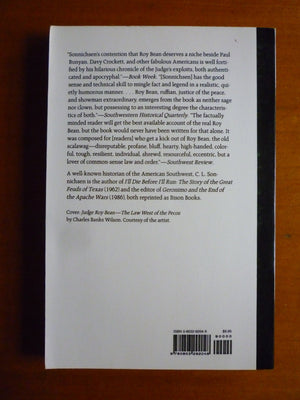 "Sonnichsen's contention that Roy Bean deserves a niche beside Paul
Bunyan, Davy Crockett, and other fabulous Americans is well forti-
fied by his hilarious chronicle of the Judge's exploits, both authenti-
cated and apocryphal."—Book Week. "[Sonnichsen] has the good
sense and technical skill to mingle fact and legend in a realistic, qui-
etly humorous manner. . . . Roy Bean, ruffian, justice of the peace,
and showman extraordinary, emerges from the book as neither sage
nor clown, but possessing to an interesting degree the characteris-
tics of both."—Southwestern Historical Quarterly. "The factually
minded reader will get the best available account of the real Roy
Bean, but the book would never have been written for that alone. It
was composed for [readers] who get a kick out of Roy Bean, the old
scalawag—disreputable, profane, bluff, hearty, high-handed, color-
ful, tough, resilient, individual, shrewd, resourceful, eccentric, but a
lover of common sense law and order."—Southwest Review.
A well known historian of the American Southwest, C. L. Son-
nichsen is the author of I'll Die Before I'll Run: The Story of the Great
Feuds of Texas (1962) and the editor of Geronimo and the End of
the Apache Wars (1986), both reprinted as Bison Books.
Cover: Judge Roy Bean—The Law West of the Pecos
by Charles Banks Wilson. Courtesy of the artist.
90000